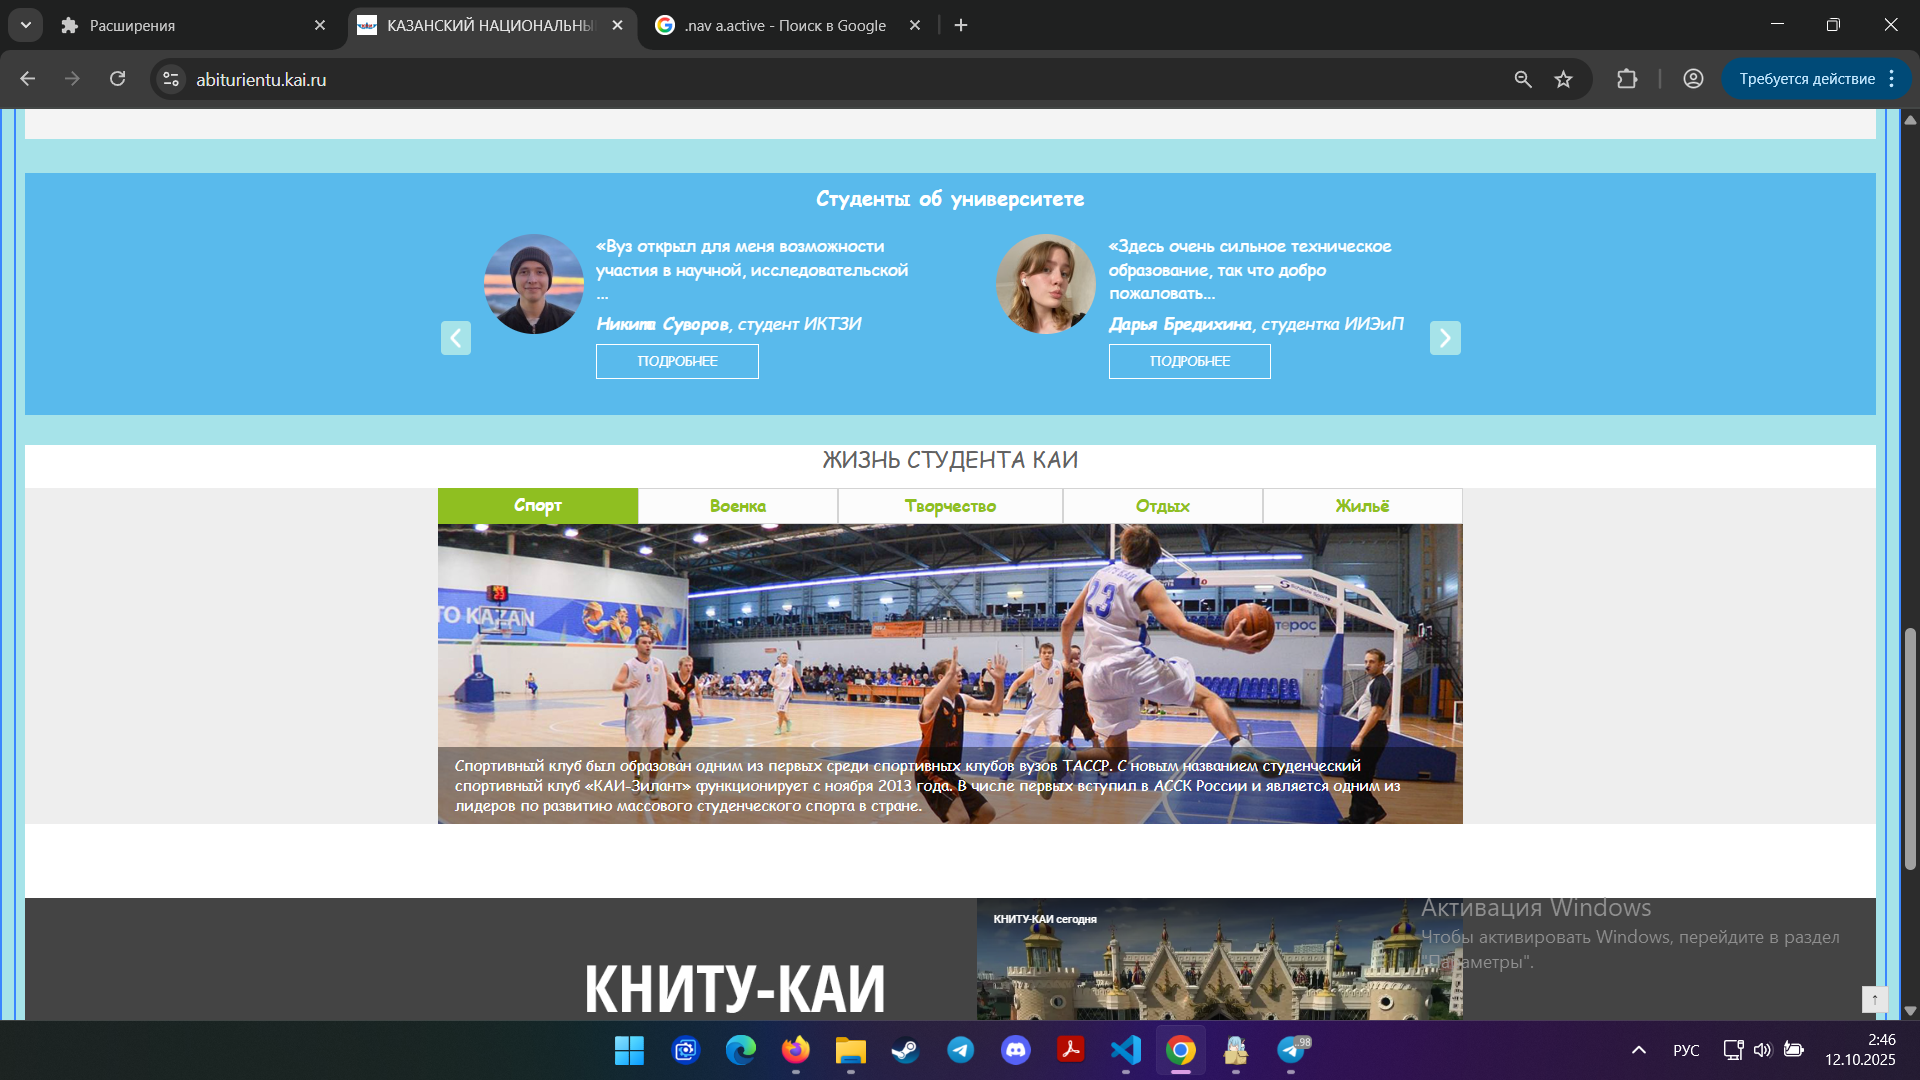 Расширения
КАЗАНСКИЙ НАЦИОНАЛЬНЫ
.nav a.active - Поиск в Google
abiturientu.kai.ru
Требуется действие
Студенты об университете
«Вуз открыл для меня возможности
участия в научной, исследовательской
...
Никита Суворов, студент ИКТЗИ
ПОДРОБНЕЕ
«Здесь очень сильное техническое
образование, так что добро
пожаловать...
Дарья Бредихина, студентка ИИЭиП
ПОДРОБНЕЕ
ЖИЗНЬ СТУДЕНТА КАИ
Спорт
Военка
Творчество
Отдых
Жильё
TO KAZAN
23
Спортивный клуб был образован одним из первых среди спортивных клубов вузов ТАССР. С новым названием студенческий
спортивный клуб «КАИ-Зилант» функционирует с ноября 2013 года. В числе первых вступил в АССК России и является одним из
лидеров по развитию массового студенческого спорта в стране.
КНИТУ-КАИ
КНИТУ-КАИ сегодня
Активация Windows
Чтобы активировать Windows, перейдите в раздел
"Параметры".
98
РУС
2:46
12.10.2025